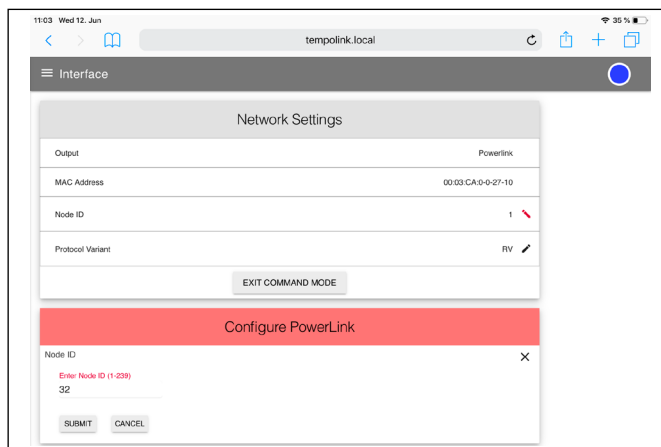 11:03 Wed 12. Jun 35 %
tempolink.local
Interface
Network Settings
Output Powerlink
MAC Address 00:03:CA:0-0-27-10
Node ID 1
Protocol Variant RV
EXIT COMMAND MODE
Configure PowerLink
Node ID
Enter Node ID (1-239)
32
SUBMIT CANCEL